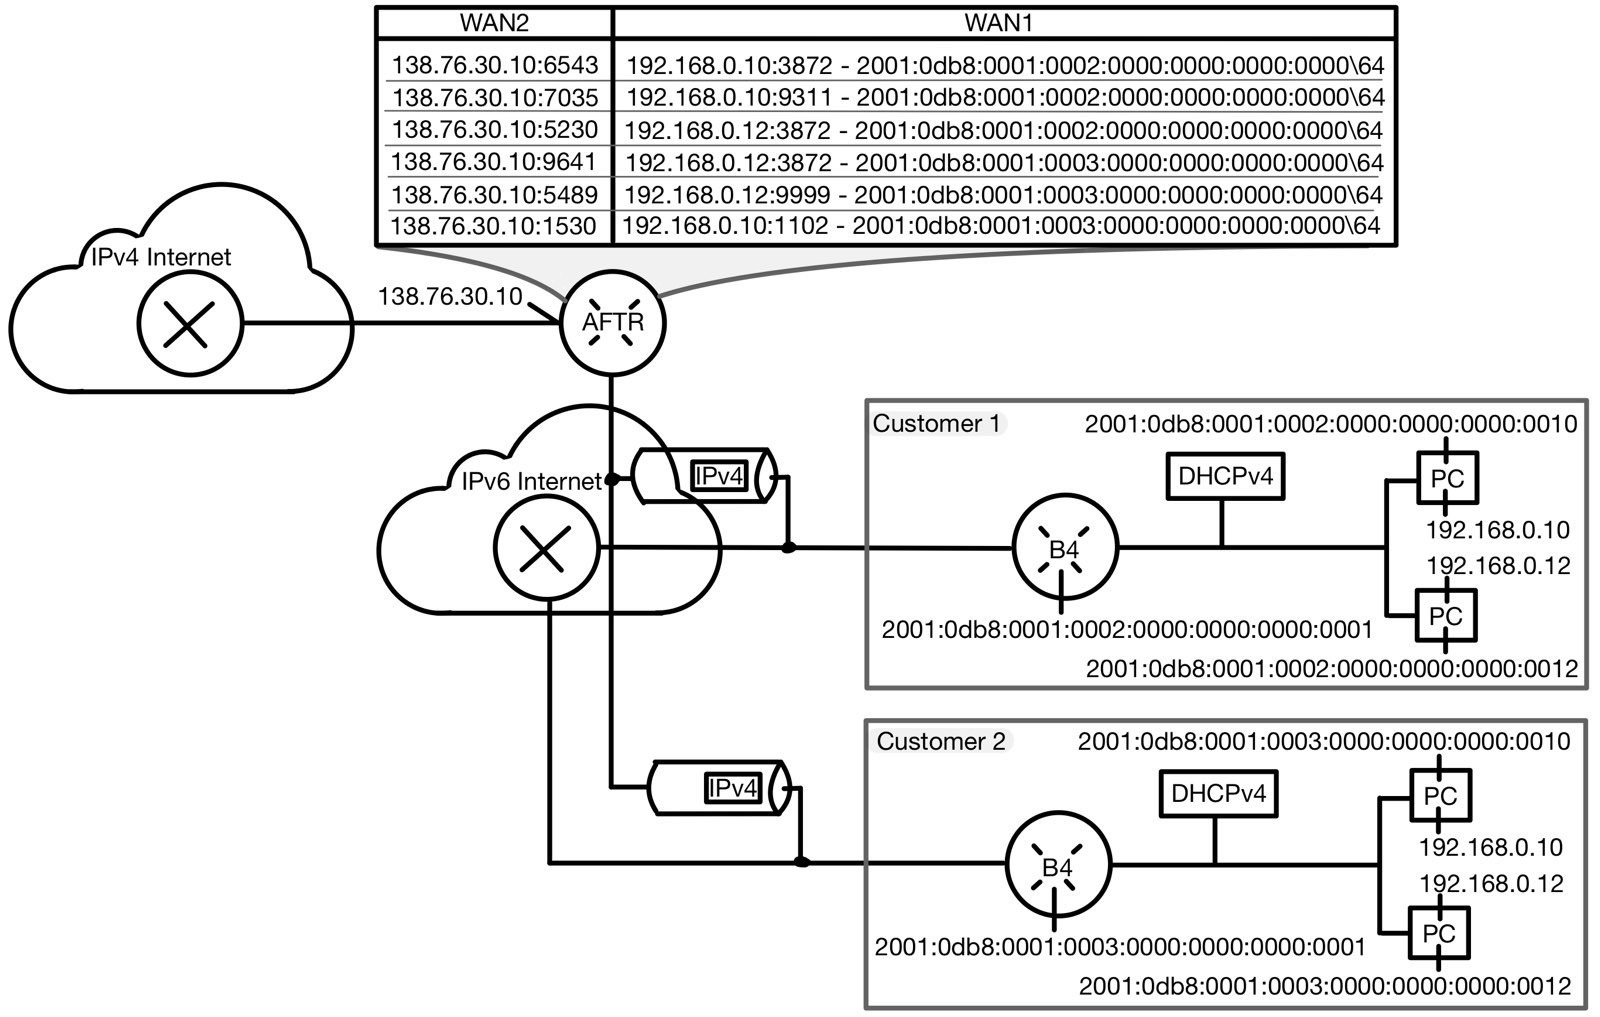 WAN2 WAN1
138.76.30.10:6543 192.168.0.10:3872 - 2001:0db8:0001:0002:0000:0000:0000:0000\64
138.76.30.10:7035 192.168.0.10:9311 - 2001:0db8:0001:0002:0000:0000:0000:0000\64
138.76.30.10:5230 192.168.0.12:3872 - 2001:0db8:0001:0002:0000:0000:0000:0000\64
138.76.30.10:9641 192.168.0.12:3872 - 2001:0db8:0001:0003:0000:0000:0000:0000\64
138.76.30.10:5489 192.168.0.12:9999 - 2001:0db8:0001:0003:0000:0000:0000:0000\64
138.76.30.10:1530 192.168.0.10:1102 - 2001:0db8:0001:0003:0000:0000:0000:0000\64
IPv4 Internet
138.76.30.10
AFTR
IPv6 Internet
IPv4
Customer 1
2001:0db8:0001:0002:0000:0000:0000:0010
DHCPv4
PC
192.168.0.10
B4
192.168.0.12
PC
2001:0db8:0001:0002:0000:0000:0000:0001
2001:0db8:0001:0002:0000:0000:0000:0012
IPv4
Customer 2
2001:0db8:0001:0003:0000:0000:0000:0010
DHCPv4
PC
192.168.0.10
B4
192.168.0.12
PC
2001:0db8:0001:0003:0000:0000:0000:0001
2001:0db8:0001:0003:0000:0000:0000:0012